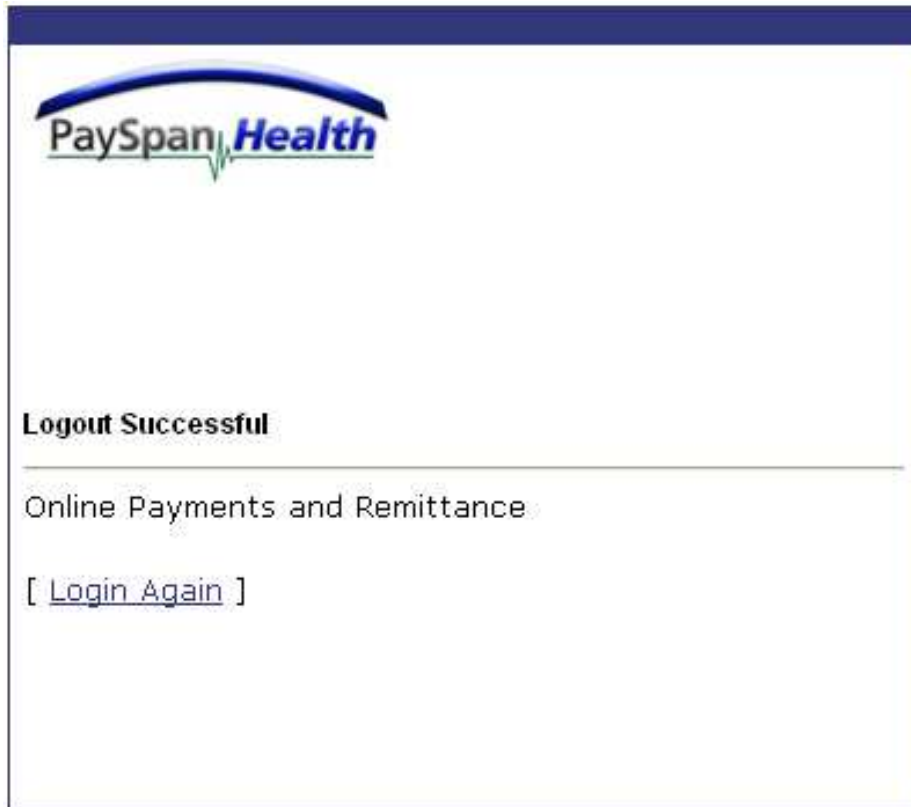 PaySpan Health
Logout Successful
Online Payments and Remittance
[ Login Again ]